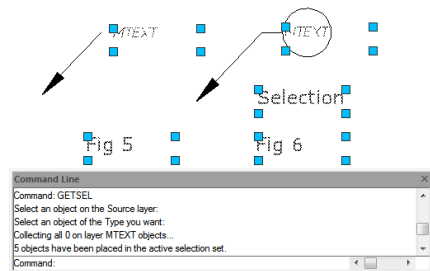 MTEXT MTEXT
Selection
Fig 5 Fig 6
Command Line
Command: GETSEL
Select an object on the Source layer:
Select an object of the Type you want:
Collecting all 0 on layer MTEXT objects...
5 objects have been placed in the active selection set.
Command: